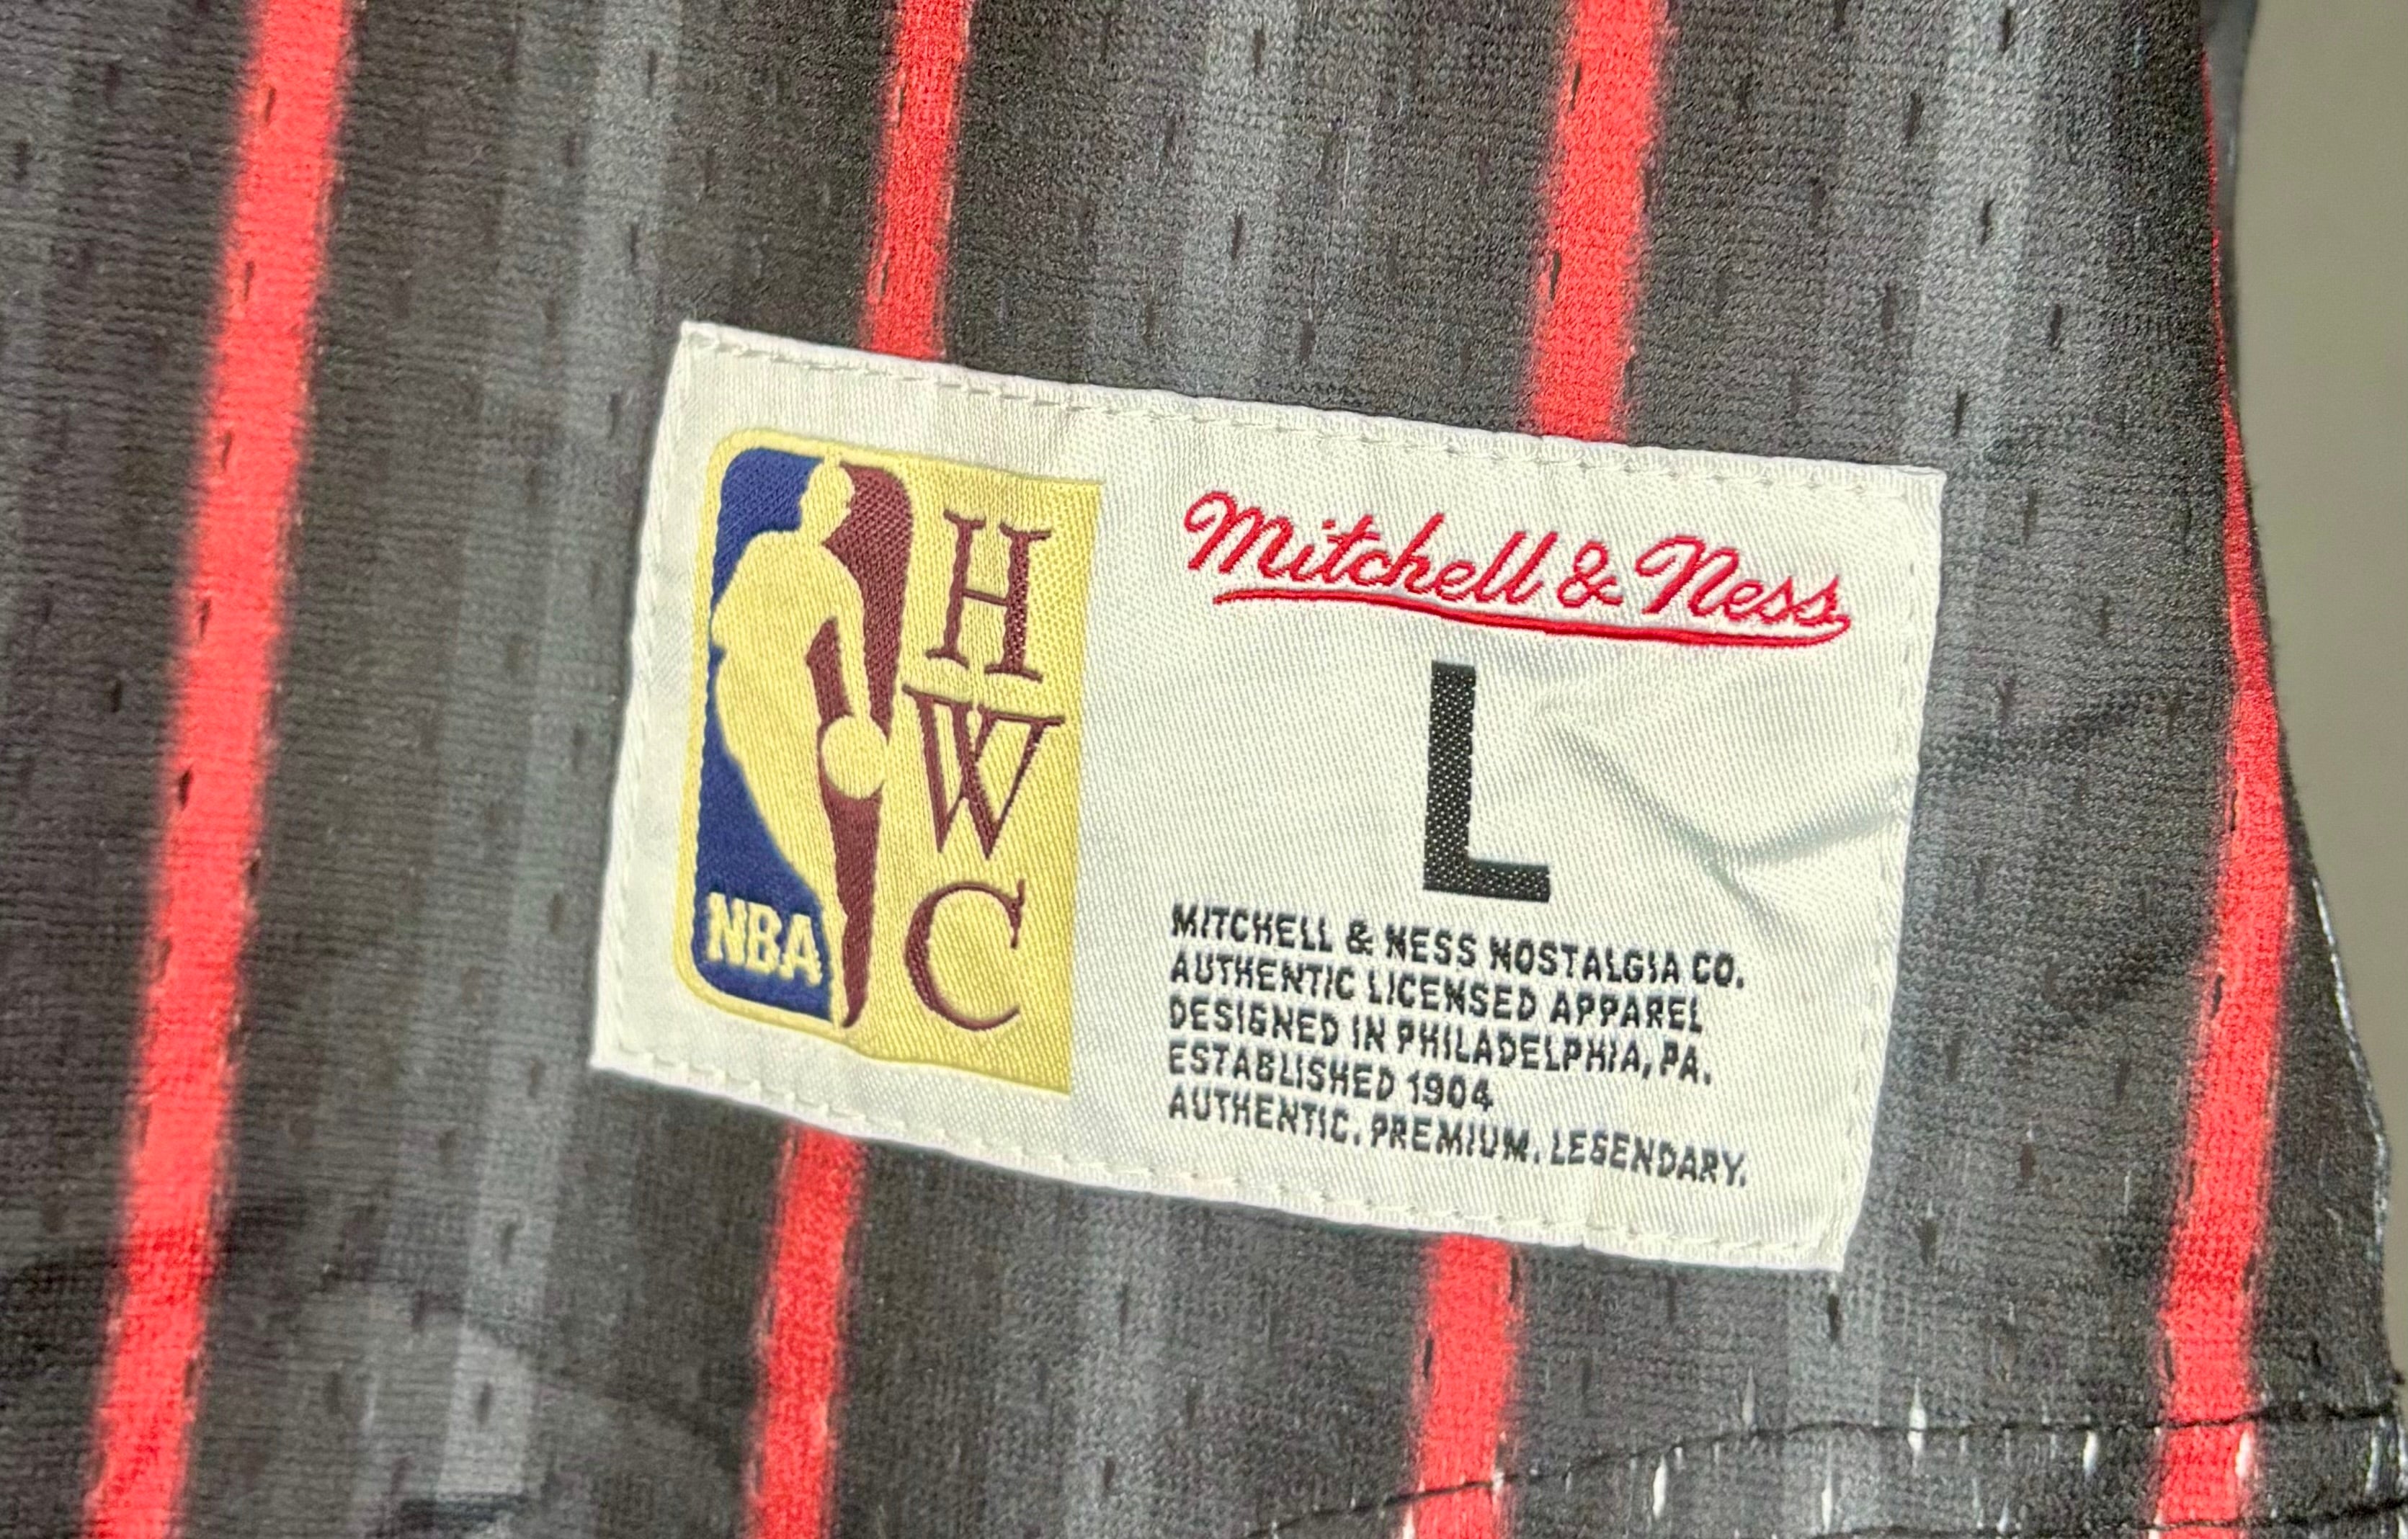 NBA
H
W
C
Mitchell & Ness
L
MITCHELL & NESS NOSTALGIA CO.
AUTHENTIC LICENSED APPAREL
DESIGNED IN PHILADELPHIA, PA.
ESTABLISHED 1904
AUTHENTIC. PREMIUM. LEGENDARY.